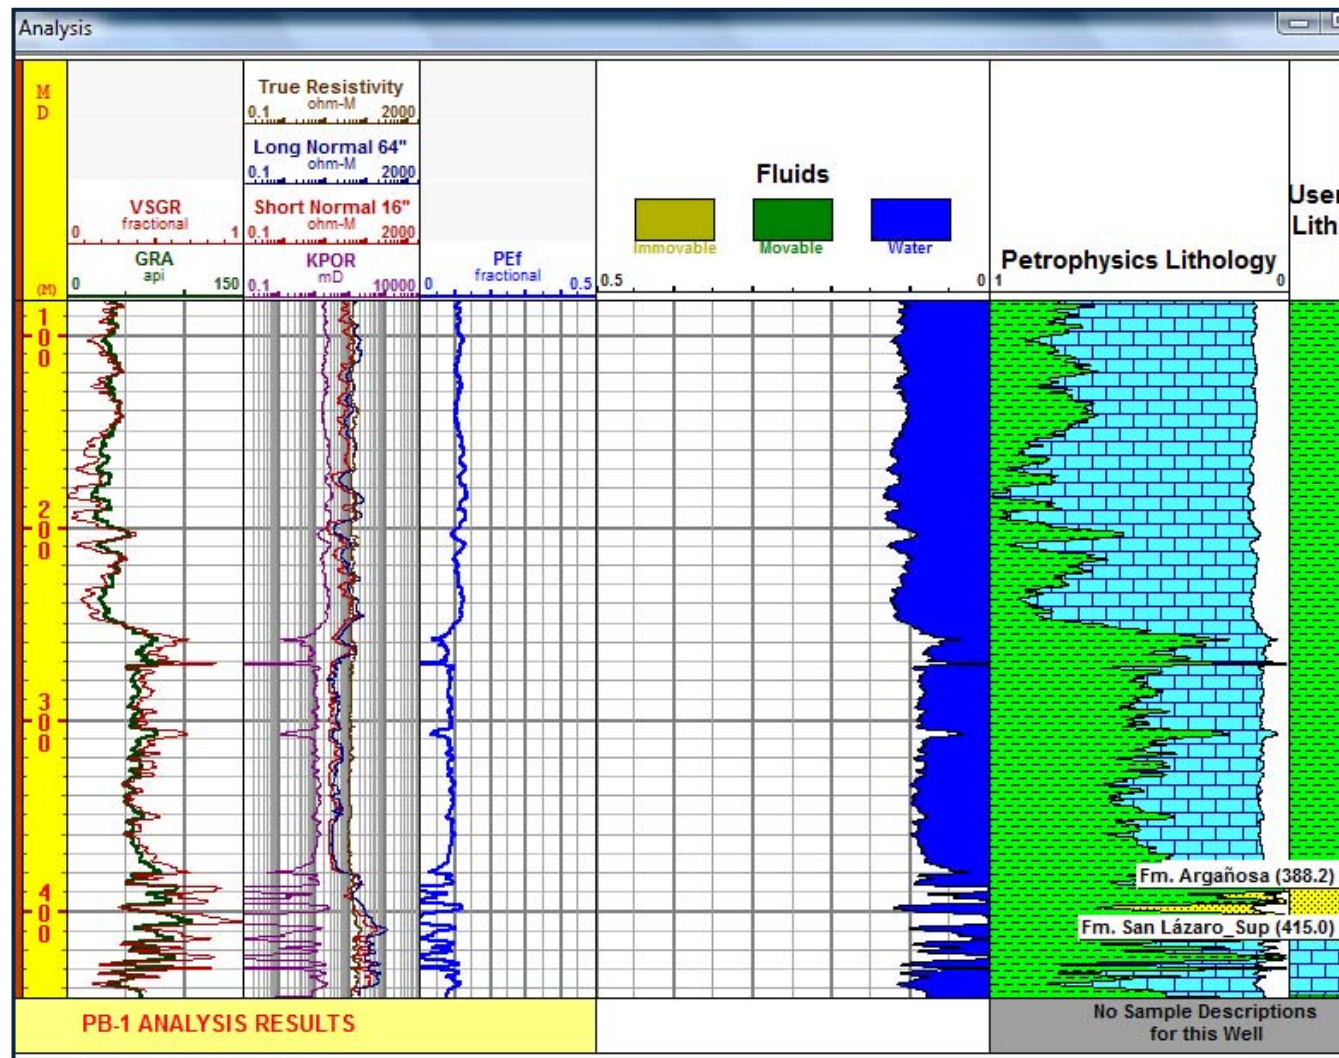 Analysis
M
D
(M)
VSGR
fractional
0 1
GRA
api
0 150
True Resistivity
ohm-M
0.1 2000
Long Normal 64"
ohm-M
0.1 2000
Short Normal 16"
ohm-M
0.1 2000
KPOR
mD
0.1 10000
PEf
fractional
0 0.5
Fluids
Immovable Movable Water
0.5 0
Petrophysics Lithology
1 0
User
Lith
100
200
300
400
Fm. Argañosa (388.2)
Fm. San Lázaro_Sup (415.0)
PB-1 ANALYSIS RESULTS
No Sample Descriptions
for this Well